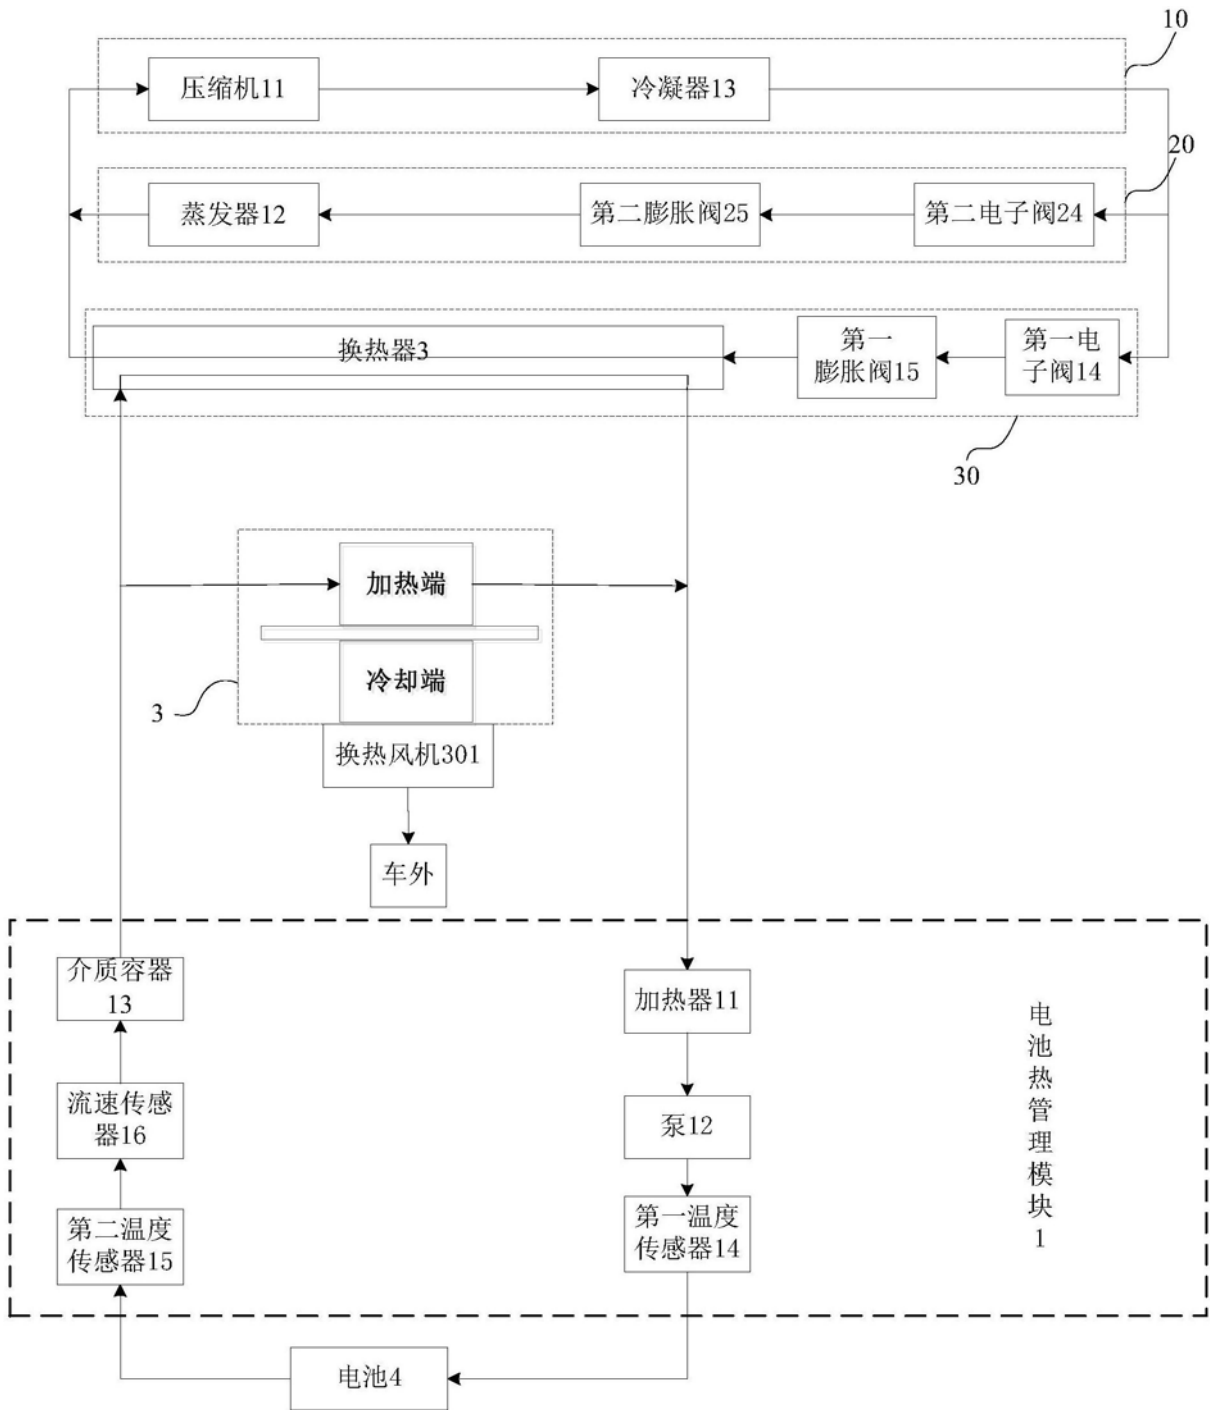 10
压缩机11
冷凝器13
20
蒸发器12
第二膨胀阀25
第二电子阀24
换热器3
第一
膨胀阀15
第一电
子阀14
30
加热端
冷却端
3
换热风机301
车外
介质容器
13
加热器11
流速传感
器16
泵12
第二温度
传感器15
第一温度
传感器14
电池热管理模块1
电池4